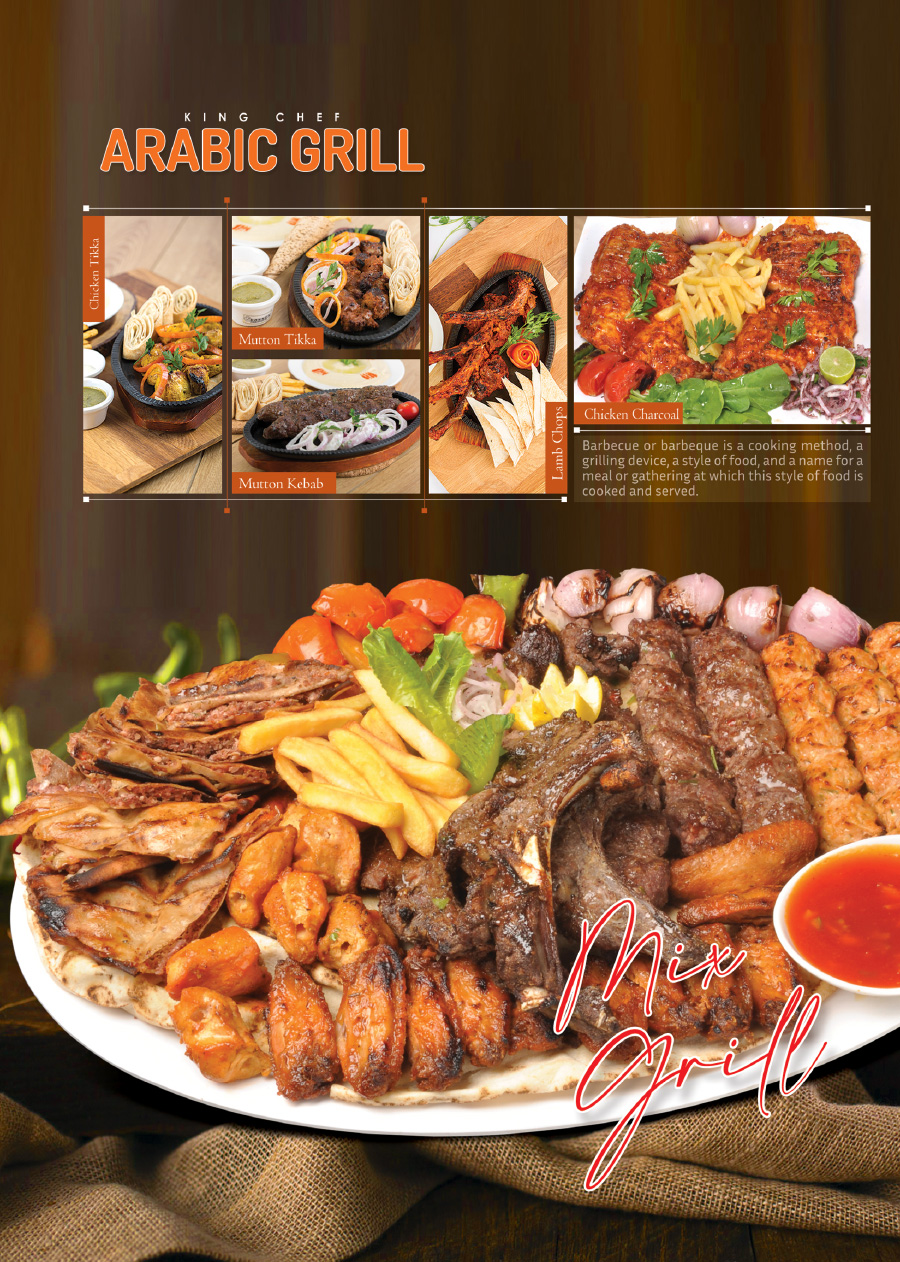 KING CHEF
ARABIC GRILL
Chicken Tikka
Mutton Tikka
Mutton Kebab
Lamb Chops
Chicken Charcoal
Barbecue or barbeque is a cooking method, a
grilling device, a style of food, and a name for a
meal or gathering at which this style of food is
cooked and served.
Mix
Grill